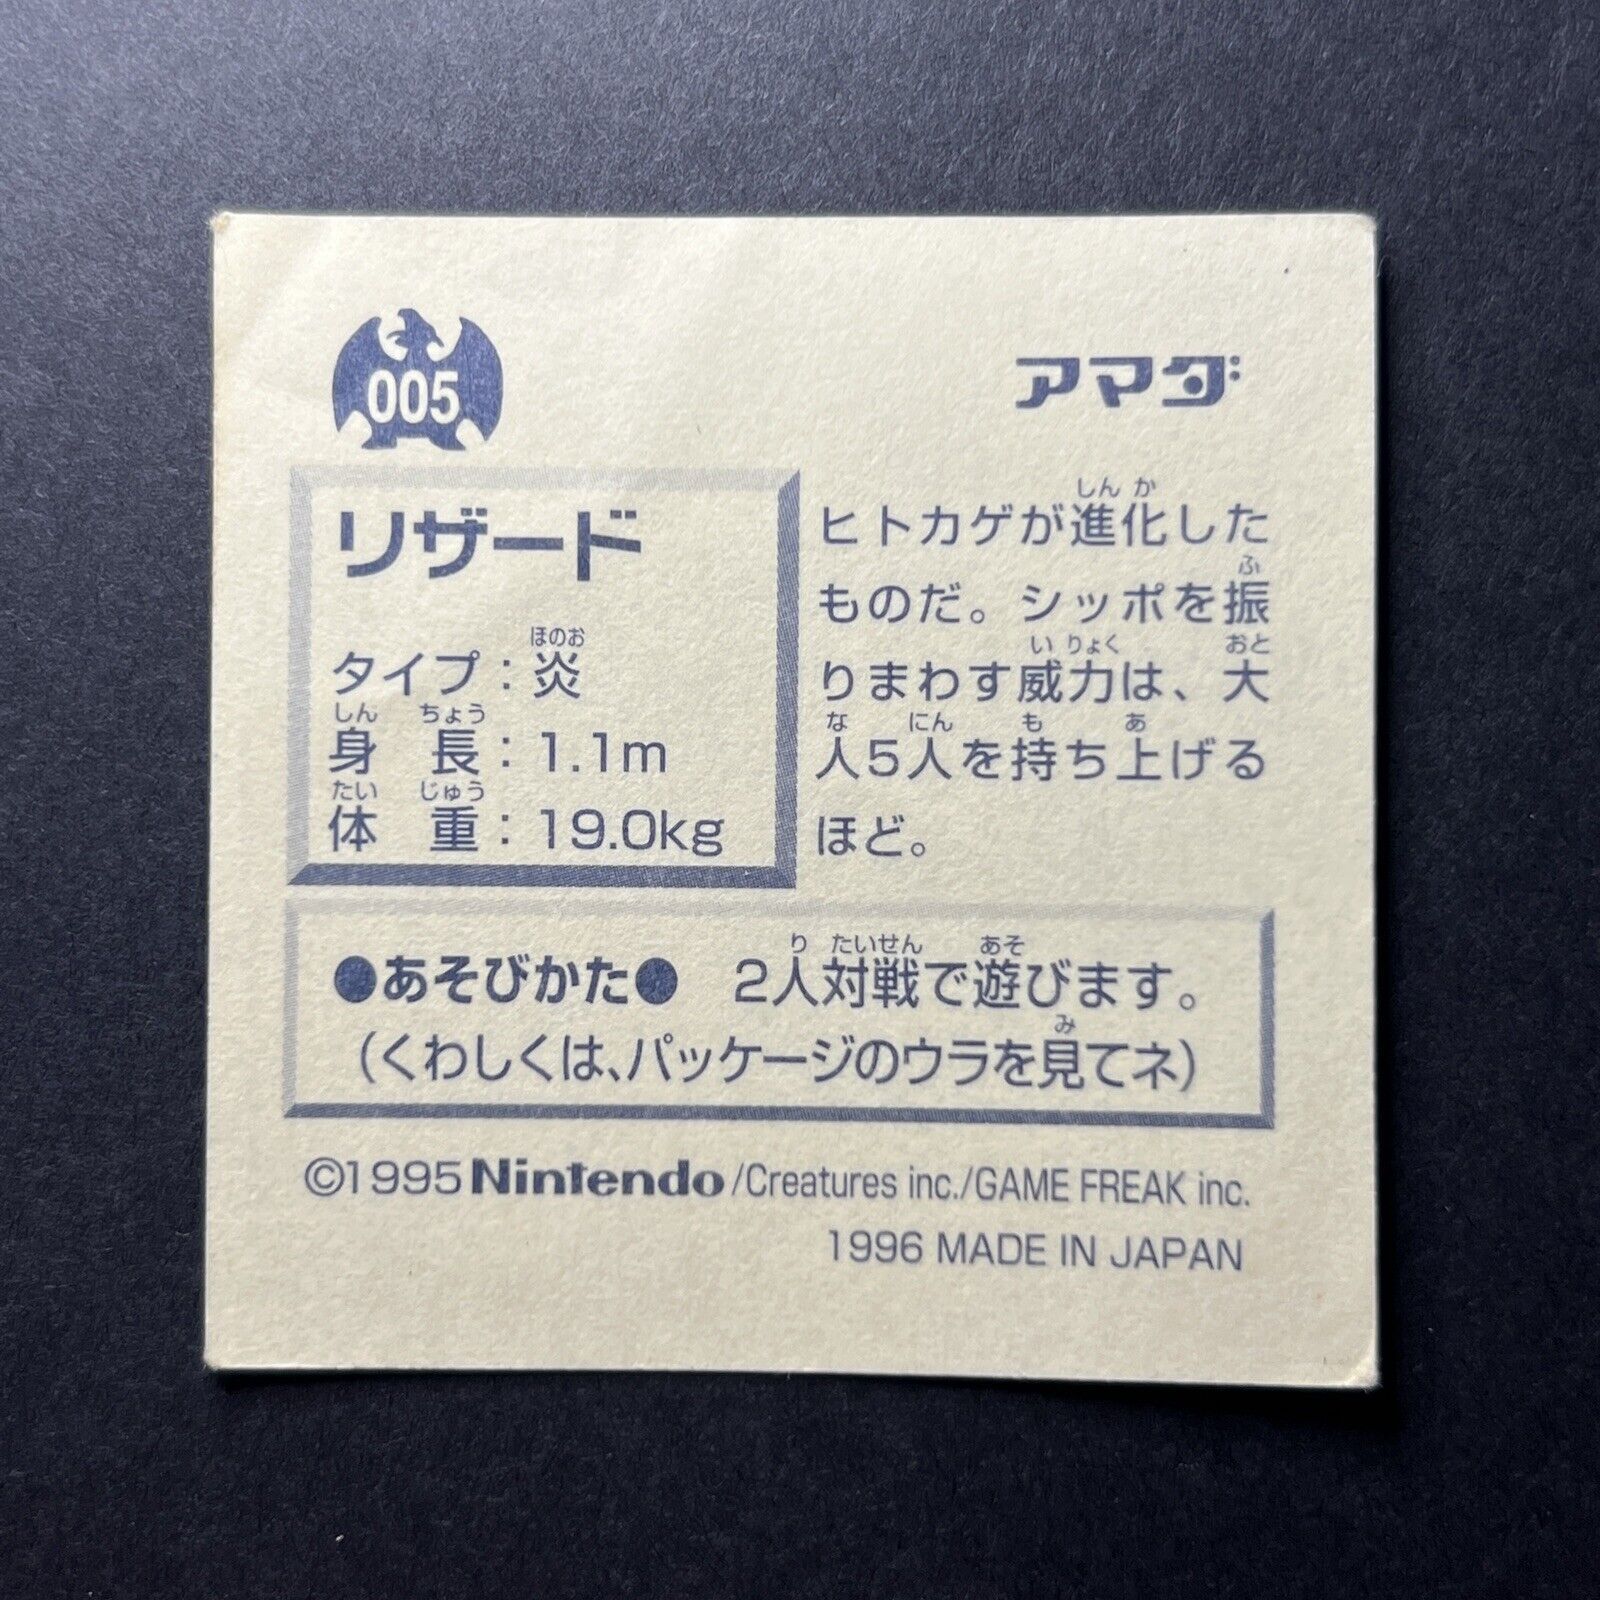 005
アマダ
リザード
タイプ：炎
ほのお
身長：1.1m
しんちょう
体重：19.0kg
たいじゅう
ヒトカゲが進化した
しんか
ものだ。シッポを振
ふ
りまわす威力は、大
いりょく おと
人5人を持ち上げる
な にん も あ
ほど。
●あそびかた● 2人対戦で遊びます。
り たいせん あそ
(くわしくは、パッケージのウラを見てネ)
み
©1995 Nintendo/Creatures inc./GAME FREAK inc.
1996 MADE IN JAPAN